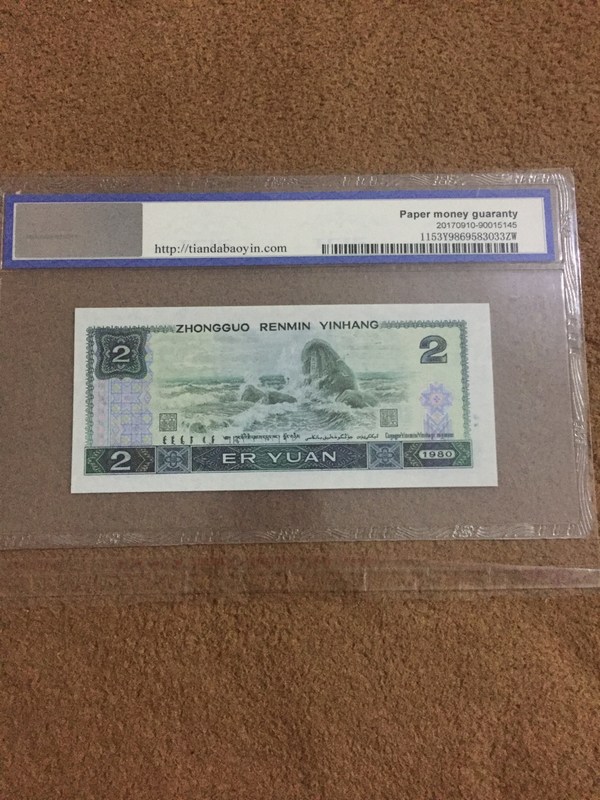 Paper money guaranty
20170910-90015145
1153Y9869583033ZW
http://tiandabaoyin.com
ZHONGGUO RENMIN YINHANG
2
2
2
ER YUAN
1980